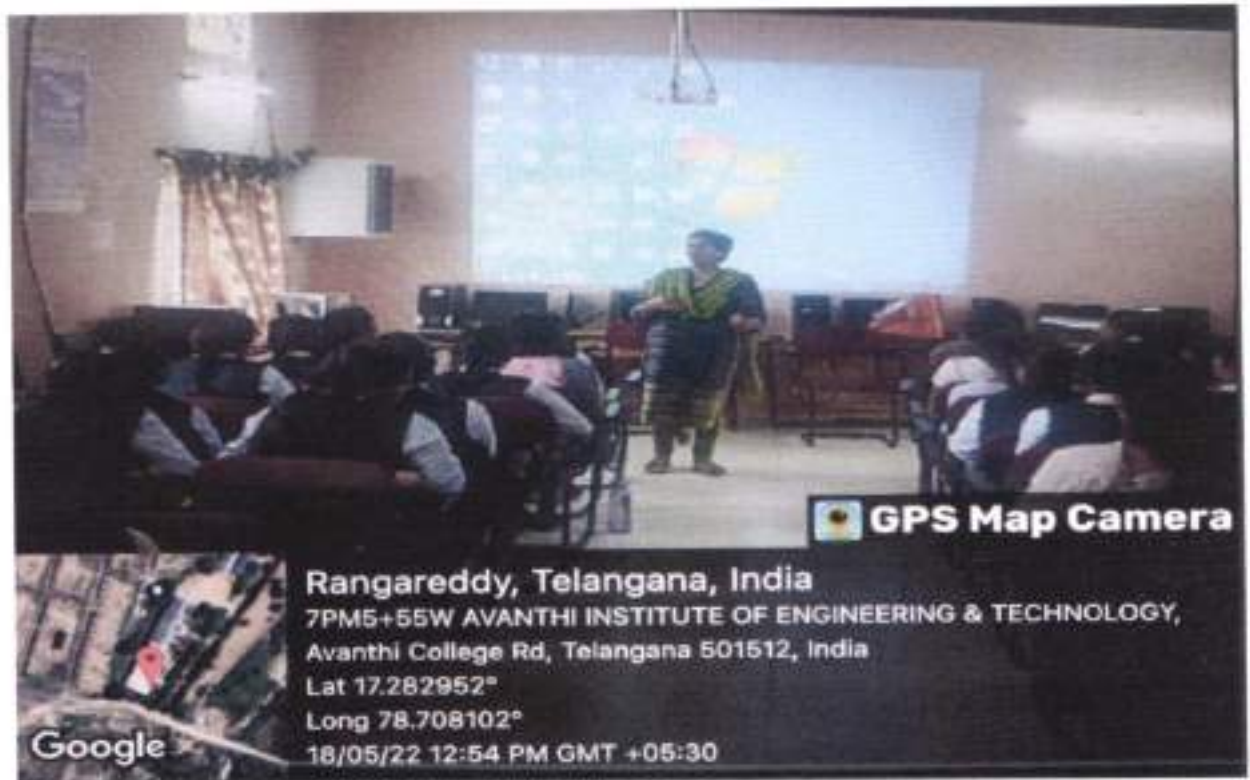 GPS Map Camera
Rangareddy, Telangana, India
7PM5+55W AVANTHI INSTITUTE OF ENGINEERING & TECHNOLOGY,
Avanthi College Rd, Telangana 501512, India
Lat 17.282952°
Long 78.708102°
18/05/22 12:54 PM GMT +05:30
Google